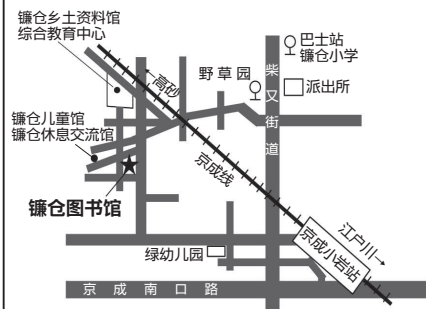 镰仓乡土资料馆
综合教育中心
←高砂
野草园
柴又街道
巴士站
镰仓小学
派出所
镰仓儿童馆
镰仓休息交流馆
京成线
镰仓图书馆
绿幼儿园
京成小岩站
江户川→
京成南口路